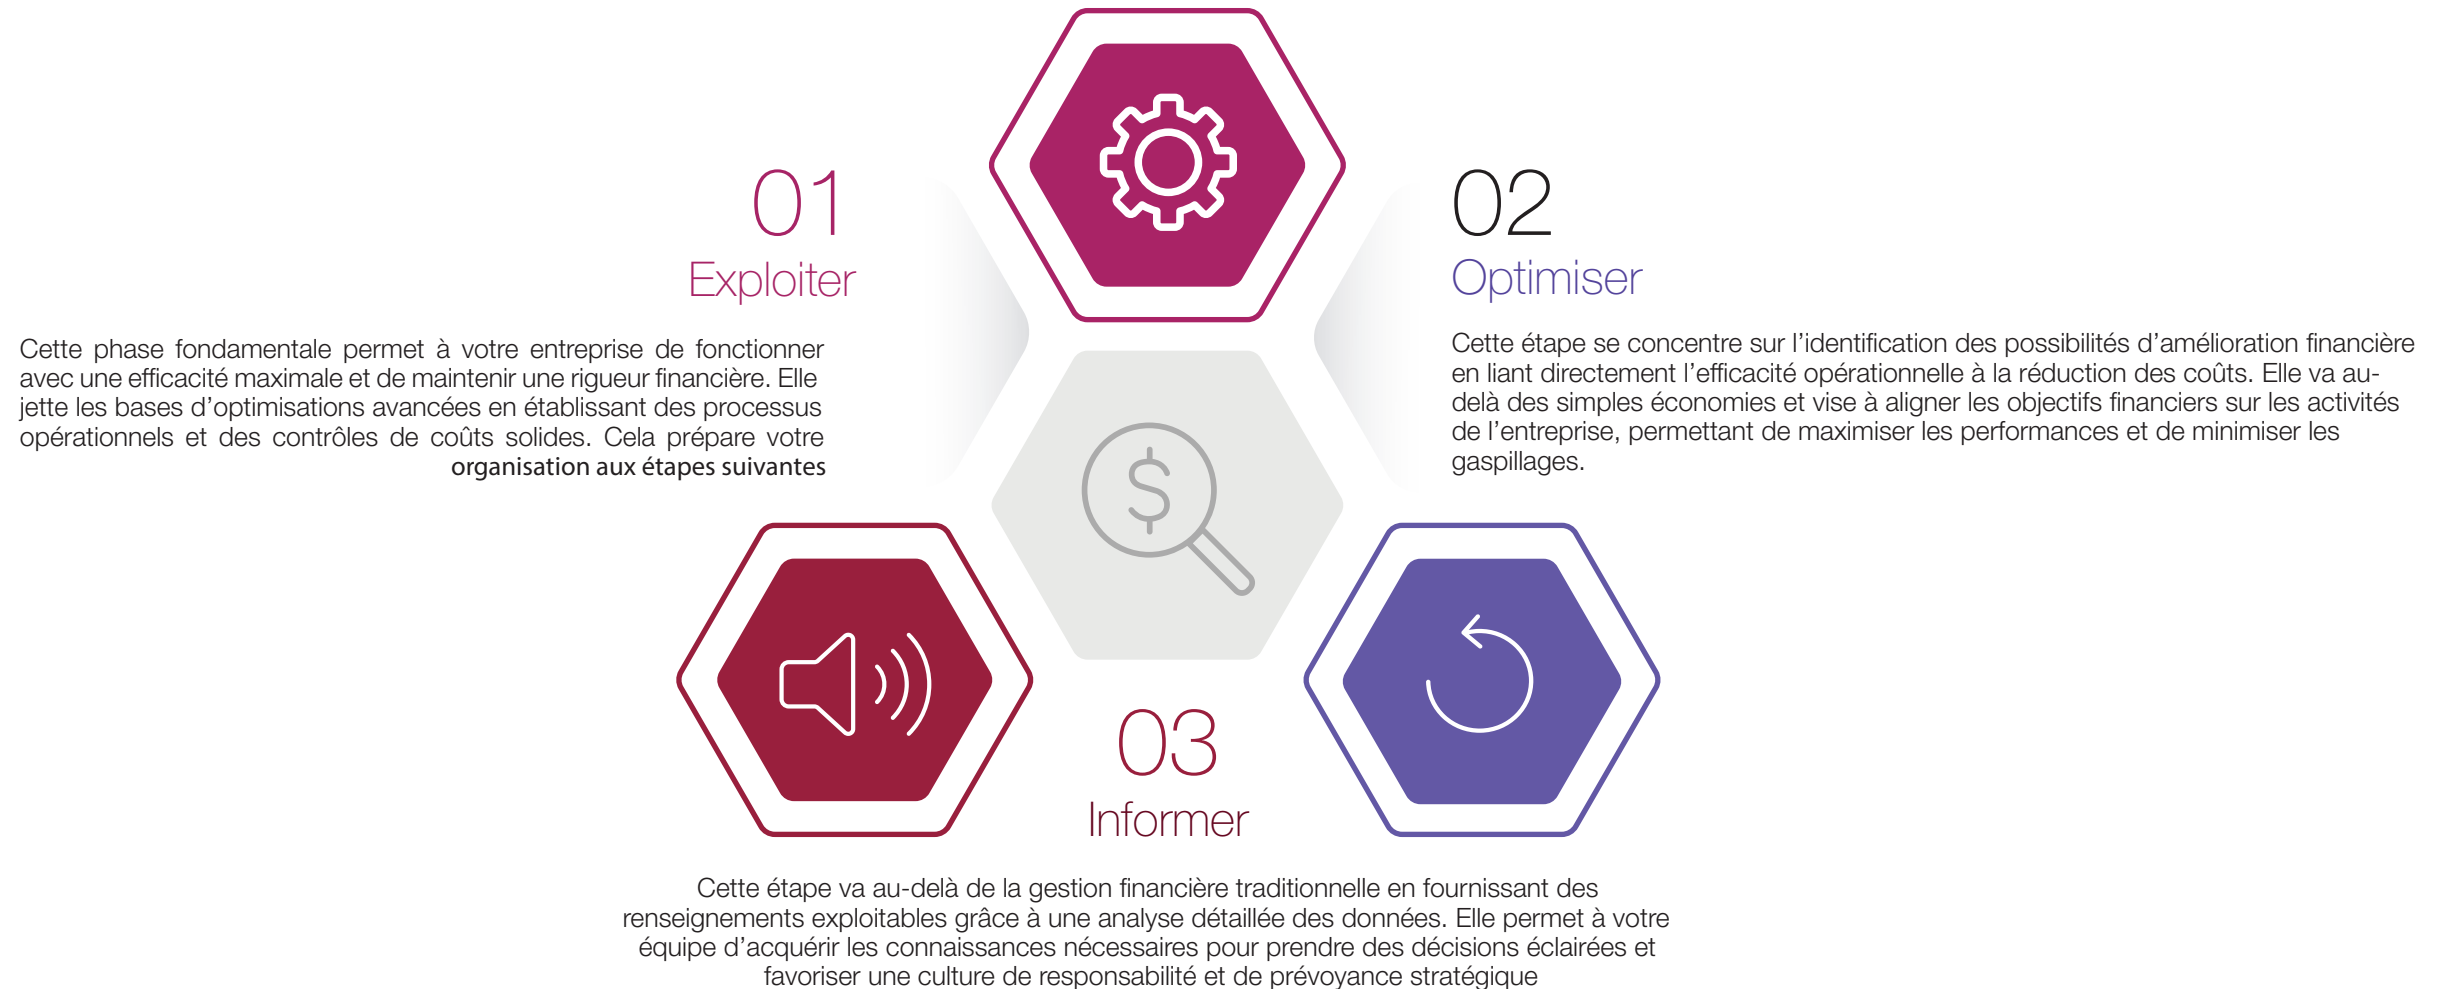 01
Exploiter
Cette phase fondamentale permet à votre entreprise de fonctionner
avec une efficacité maximale et de maintenir une rigueur financière. Elle
jette les bases d’optimisations avancées en établissant des processus
opérationnels et des contrôles de coûts solides. Cela prépare votre
organisation aux étapes suivantes
02
Optimiser
Cette étape se concentre sur l’identification des possibilités d’amélioration financière
en liant directement l’efficacité opérationnelle à la réduction des coûts. Elle va au-
delà des simples économies et vise à aligner les objectifs financiers sur les activités
de l’entreprise, permettant de maximiser les performances et de minimiser les
gaspillages.
$
03
Informer
Cette étape va au-delà de la gestion financière traditionnelle en fournissant des
renseignements exploitables grâce à une analyse détaillée des données. Elle permet à votre
équipe d’acquérir les connaissances nécessaires pour prendre des décisions éclairées et
favoriser une culture de responsabilité et de prévoyance stratégique